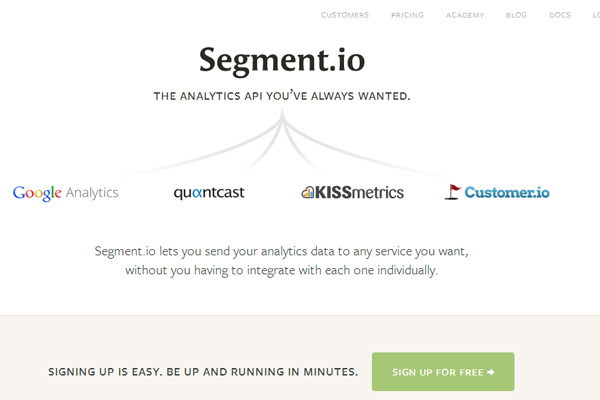 CUSTOMERS PRICING ACADEMY BLOG DOCS
Segment.io
THE ANALYTICS API YOU'VE ALWAYS WANTED.
Google Analytics quantcast KISSmetrics Customer.io
Segment.io lets you send your analytics data to any service you want,
without you having to integrate with each one individually.
SIGNING UP IS EASY. BE UP AND RUNNING IN MINUTES. SIGN UP FOR FREE